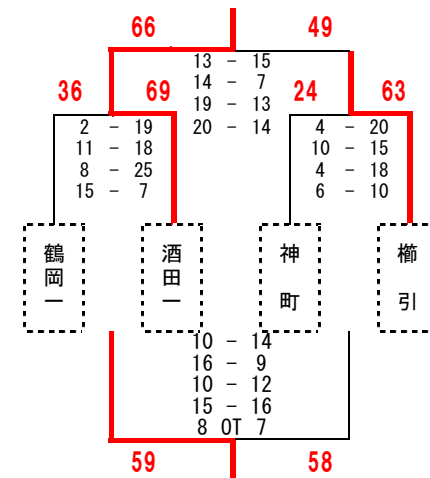 66 49
13 － 15
14 － 7
19 － 13
20 － 14
36 69 24 63
2 － 19
11 － 18
8 － 25
15 － 7
4 － 20
10 － 15
4 － 18
6 － 10
鶴岡一
酒田一
神町
櫛引
10 － 14
16 － 9
10 － 12
15 － 16
8 OT 7
59 58